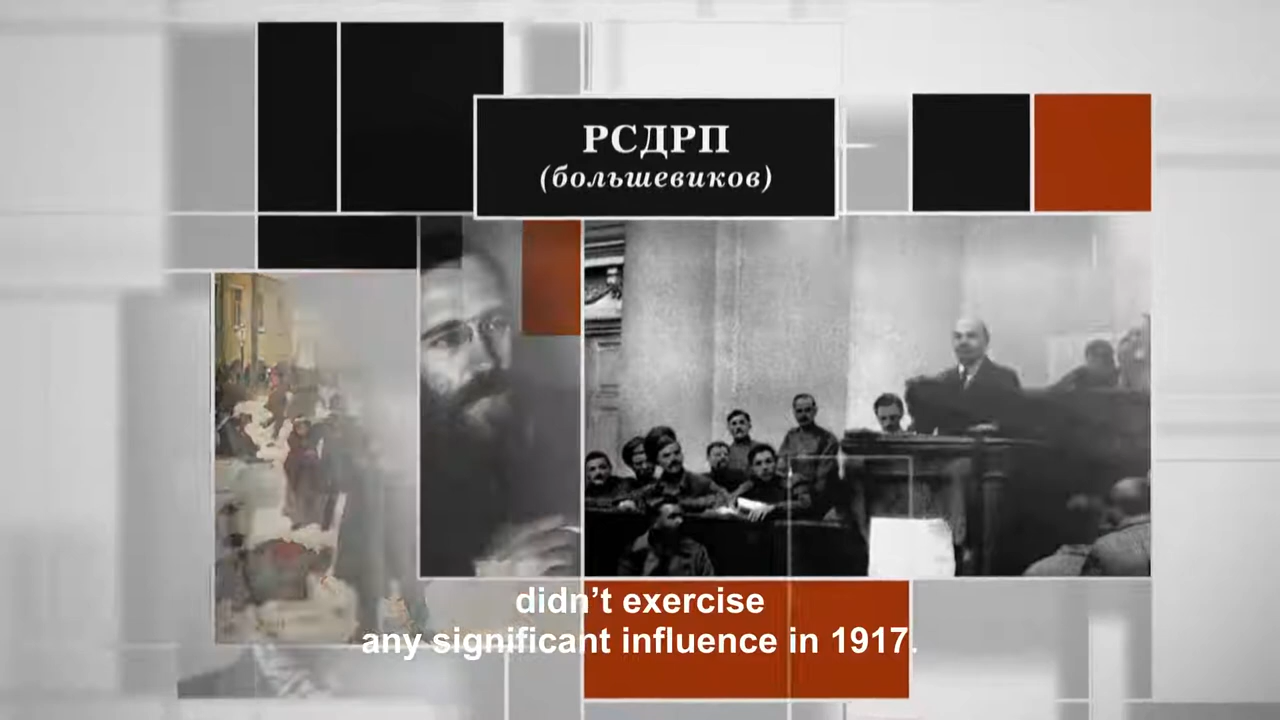 РСДРП
(большевиков)
didn’t exercise
any significant influence in 1917.